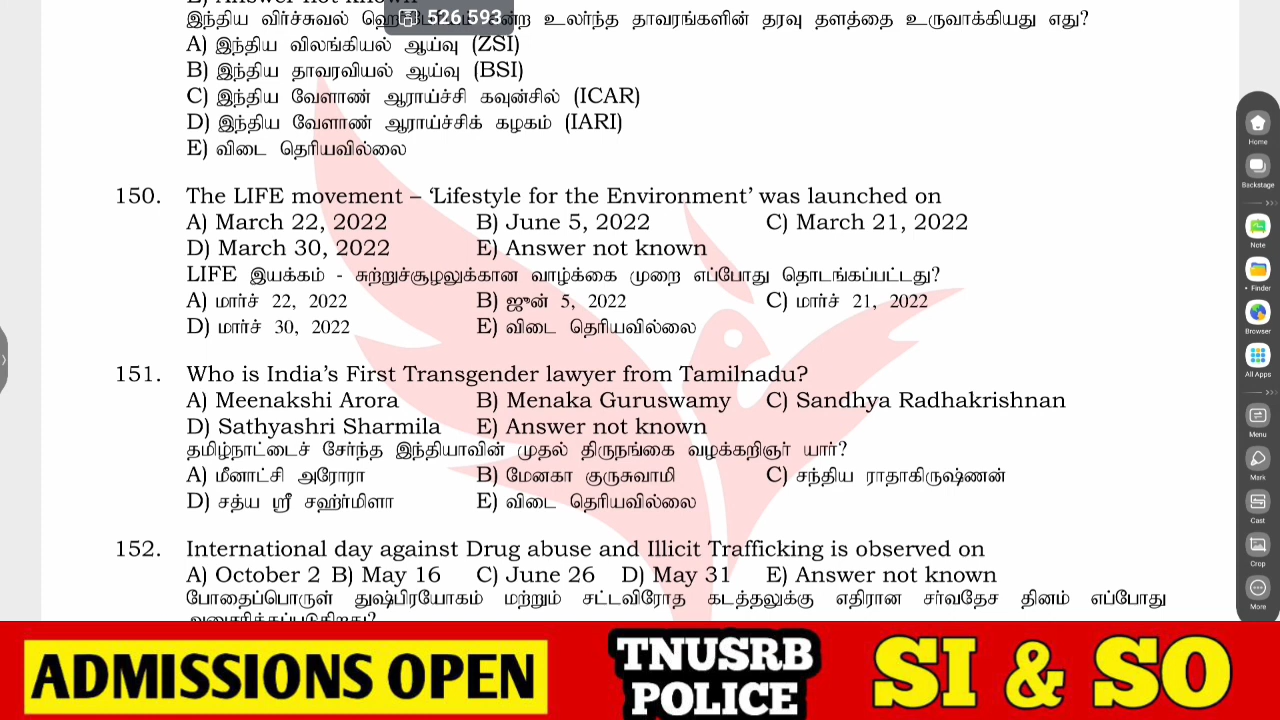 இந்திய விர்ச்சுவல் உலர்ந்த தாவரங்களின் தரவு தளத்தை உருவாக்கியது எது?
526 593
A) இந்திய விலங்கியல் ஆய்வு (ZSI)
B) இந்திய தாவரவியல் ஆய்வு (BSI)
C) இந்திய வேளாண் ஆராய்ச்சி கவுன்சில் (ICAR)
D) இந்திய வேளாண் ஆராய்ச்சிக் கழகம் (IARI)
E) விடை தெரியவில்லை
150. The LIFE movement – ‘Lifestyle for the Environment’ was launched on
A) March 22, 2022 B) June 5, 2022 C) March 21, 2022
D) March 30, 2022 E) Answer not known
LIFE இயக்கம் - சுற்றுச்சூழலுக்கான வாழ்க்கை முறை எப்போது தொடங்கப்பட்டது?
A) மார்ச் 22, 2022 B) ஜுன் 5, 2022 C) மார்ச் 21, 2022
D) மார்ச் 30, 2022 E) விடை தெரியவில்லை
151. Who is India’s First Transgender lawyer from Tamilnadu?
A) Meenakshi Arora B) Menaka Guruswamy C) Sandhya Radhakrishnan
D) Sathyashri Sharmila E) Answer not known
தமிழ்நாட்டைச் சேர்ந்த இந்தியாவின் முதல் திருநங்கை வழக்கறிஞர் யார்?
A) மீனாட்சி அரோரா B) மேனகா குருசுவாமி C) சந்திய ராதாகிருஷ்ணன்
D) சத்ய ஸ்ரீ சஹர்மிளா E) விடை தெரியவில்லை
152. International day against Drug abuse and Illicit Trafficking is observed on
A) October 2 B) May 16 C) June 26 D) May 31 E) Answer not known
போதைப்பொருள் துஷ்பிரயோகம் மற்றும் சட்டவிரோத கடத்தலுக்கு எதிரான சர்வதேச தினம் எப்போது
Home
Backstage
Note
Finder
Browser
All Apps
Menu
Mark
Cast
Crop
More
ADMISSIONS OPEN
TNUSRB
POLICE
SI & SO